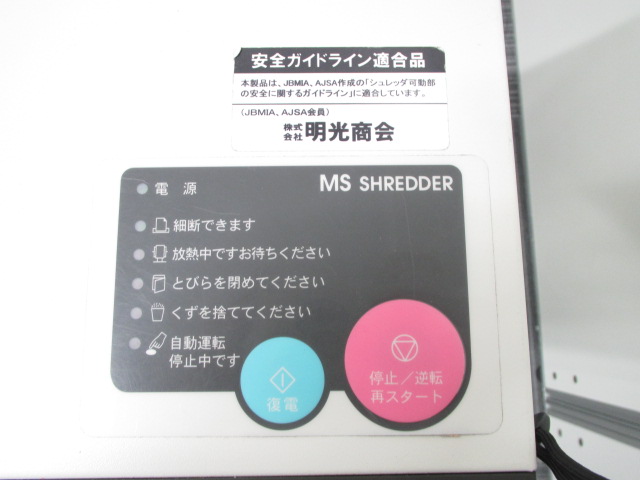 安全ガイドライン適合品
本製品は、JBMIA、AJSA作成の「シュレッダ可動部
の安全に関するガイドライン」に適合しています。
(JBMIA、AJSA会員)
株式会社 明光商会
電源 MS SHREDDER
細断できます
放熱中ですお待ちください
とびらを閉めてください
くずを捨ててください
自動運転
停止中です
復電
停止/逆転
再スタート